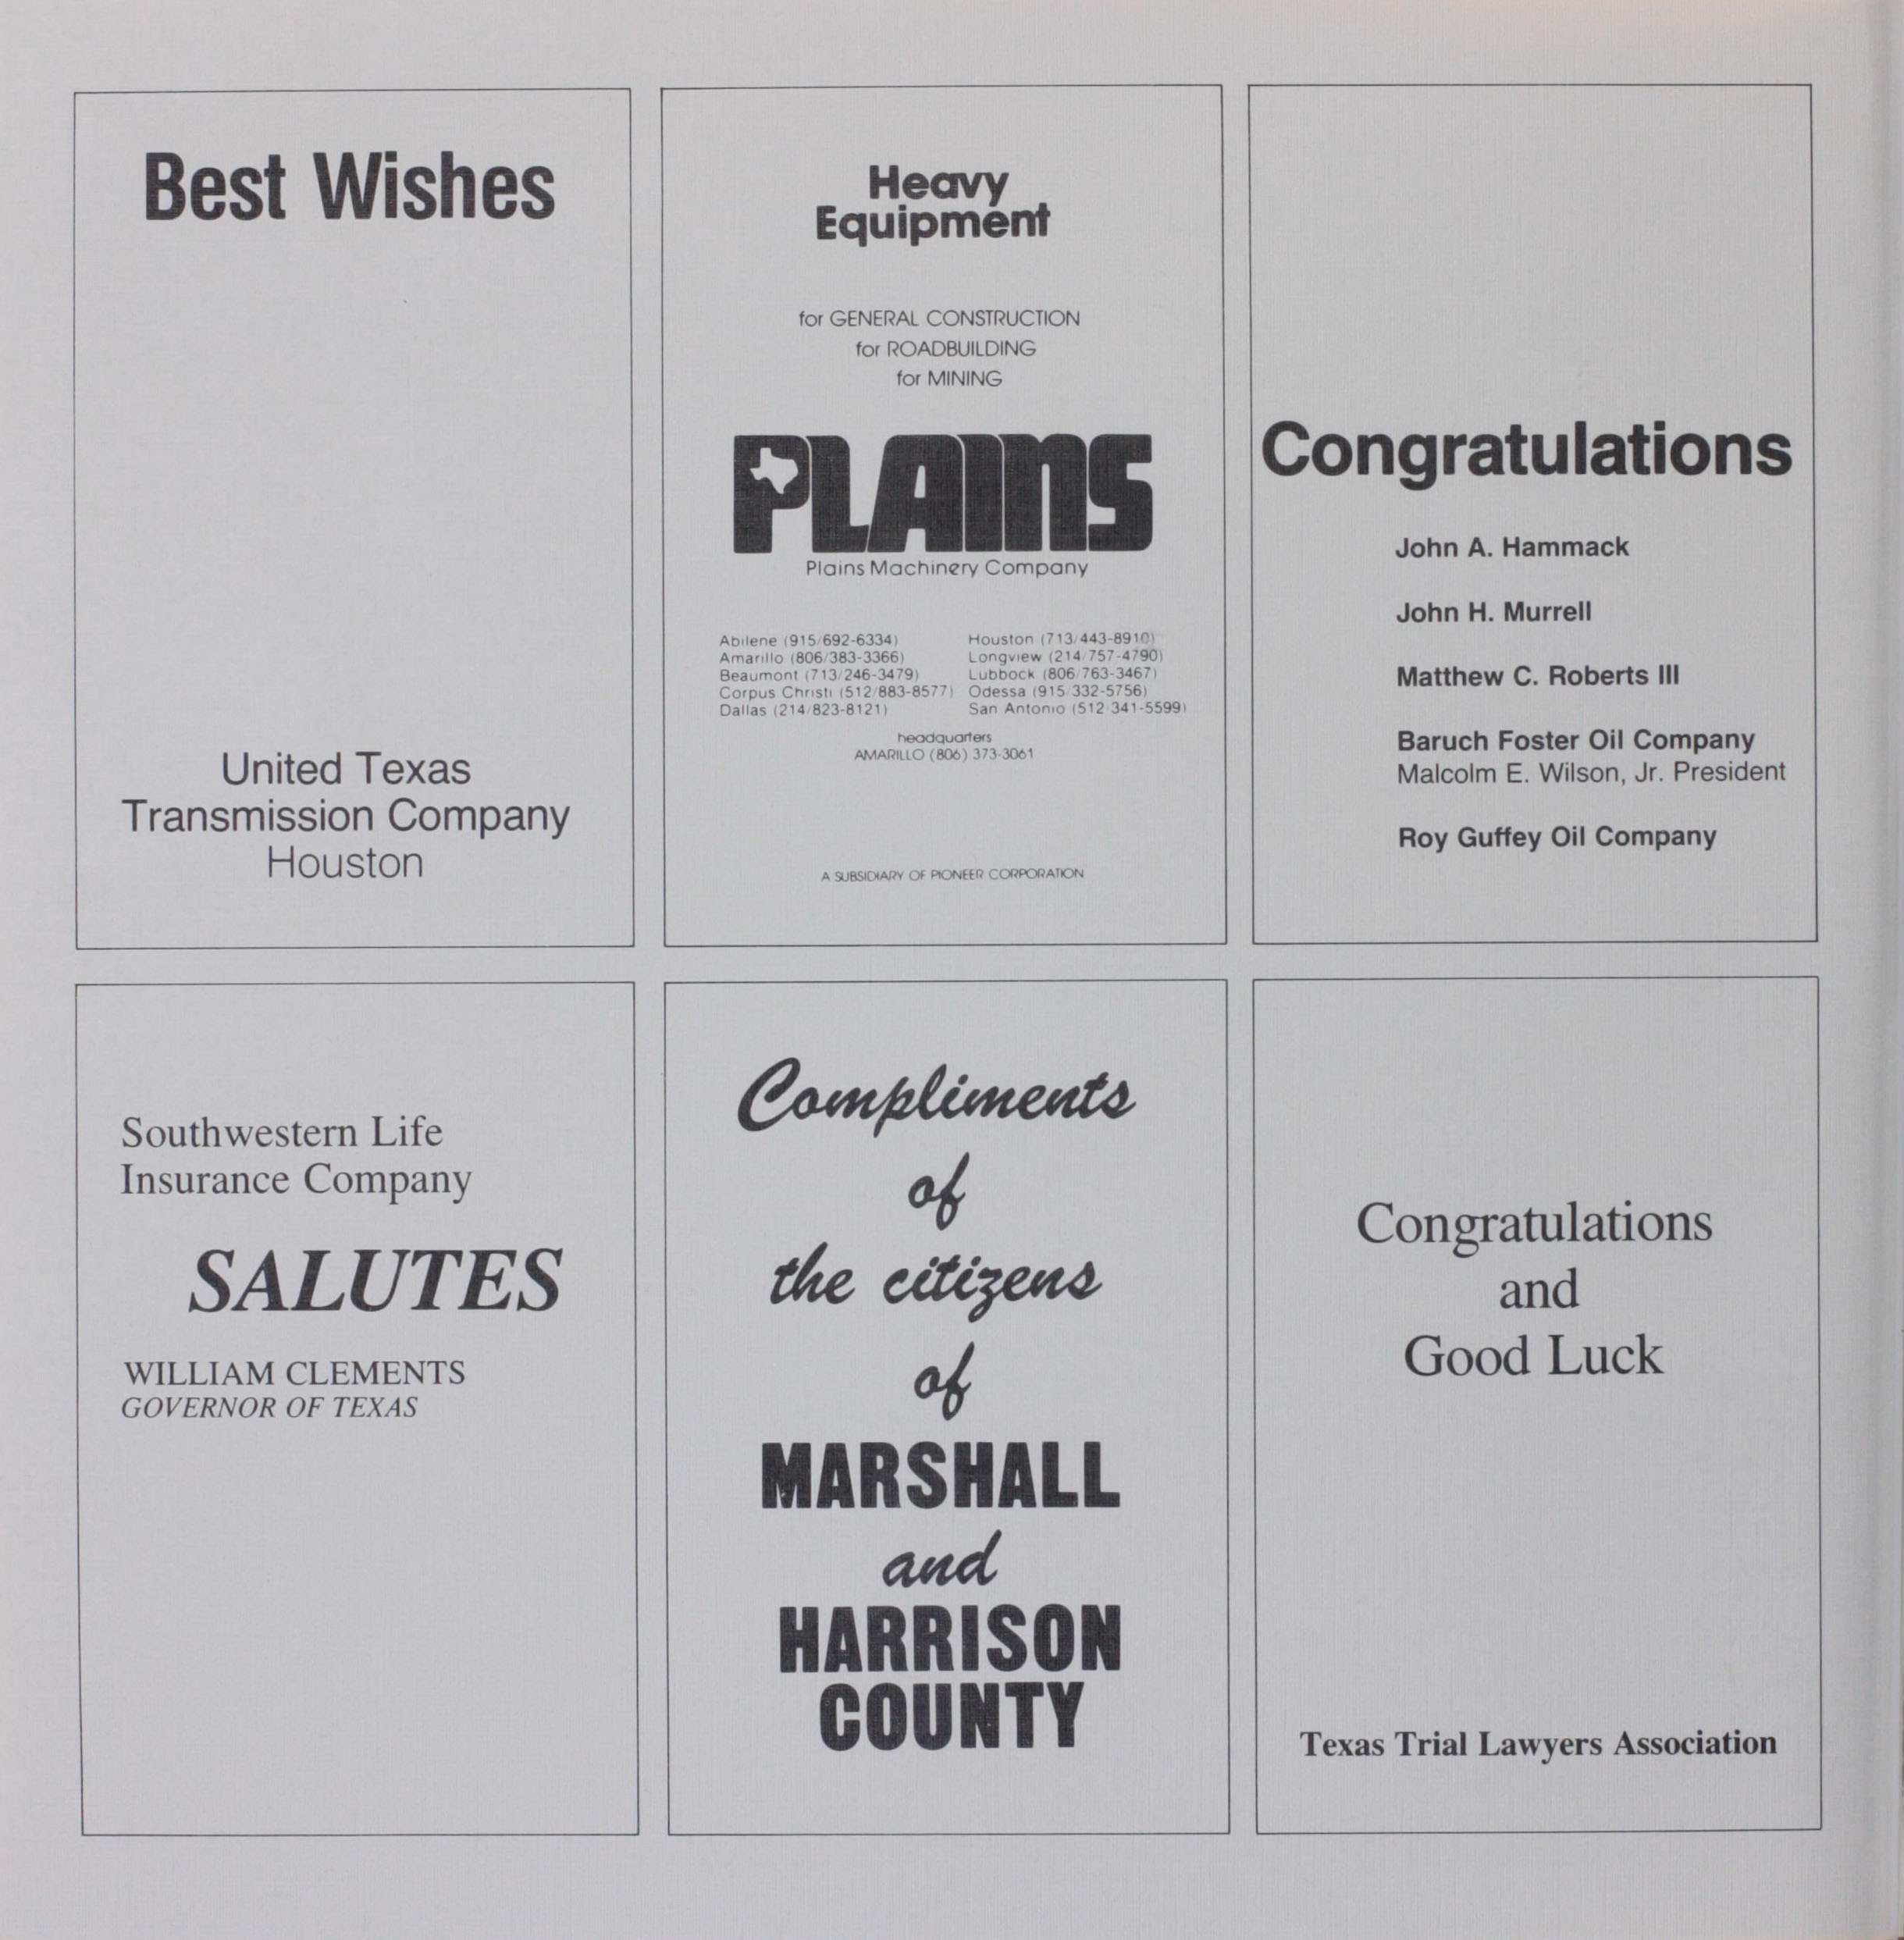 Best Wishes
United Texas
Transmission Company
Houston
Heavy
Equipment
for GENERAL CONSTRUCTION
for ROADBUILDING
for MINING
PLAINS
Plains Machinery Company
Abilene (915/692-6334)
Amarillo (806/383-3366)
Beaumont (713/246-3479)
Corpus Christi (512/883-8577)
Dallas (214/823-8121)
Houston (713/443-8910)
Longview (214/757-4790)
Lubbock (806/763-3467)
Odessa (915/332-5756)
San Antonio (512/341-5599)
headquarters
AMARILLO (806) 373-3061
A SUBSIDIARY OF PIONEER CORPORATION
Congratulations
John A. Hammack
John H. Murrell
Matthew C. Roberts III
Baruch Foster Oil Company
Malcolm E. Wilson, Jr. President
Roy Guffey Oil Company
Southwestern Life
Insurance Company
SALUTES
WILLIAM CLEMENTS
GOVERNOR OF TEXAS
Compliments
of
the citizens
of
MARSHALL
and
HARRISON
COUNTY
Congratulations
and
Good Luck
Texas Trial Lawyers Association